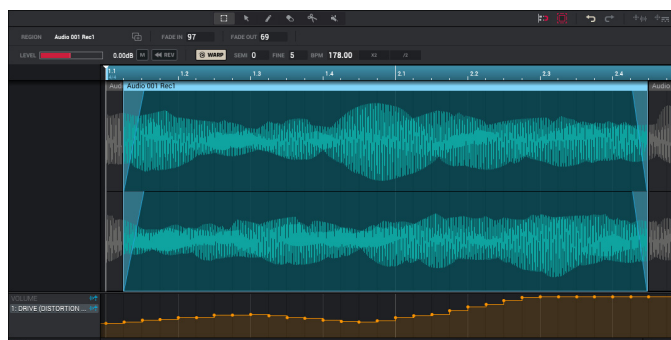 REGION Audio 001 Rec1 FADE IN 97 FADE OUT 69
LEVEL 0.00dB M REV WARP SEMI 0 FINE 5 BPM 178.00 X2 /2
1.1 1.2 1.3 1.4 2.1 2.2 2.3 2.4
Aud Audio 001 Rec1 Audio
VOLUME
1: DRIVE (DISTORTION ...